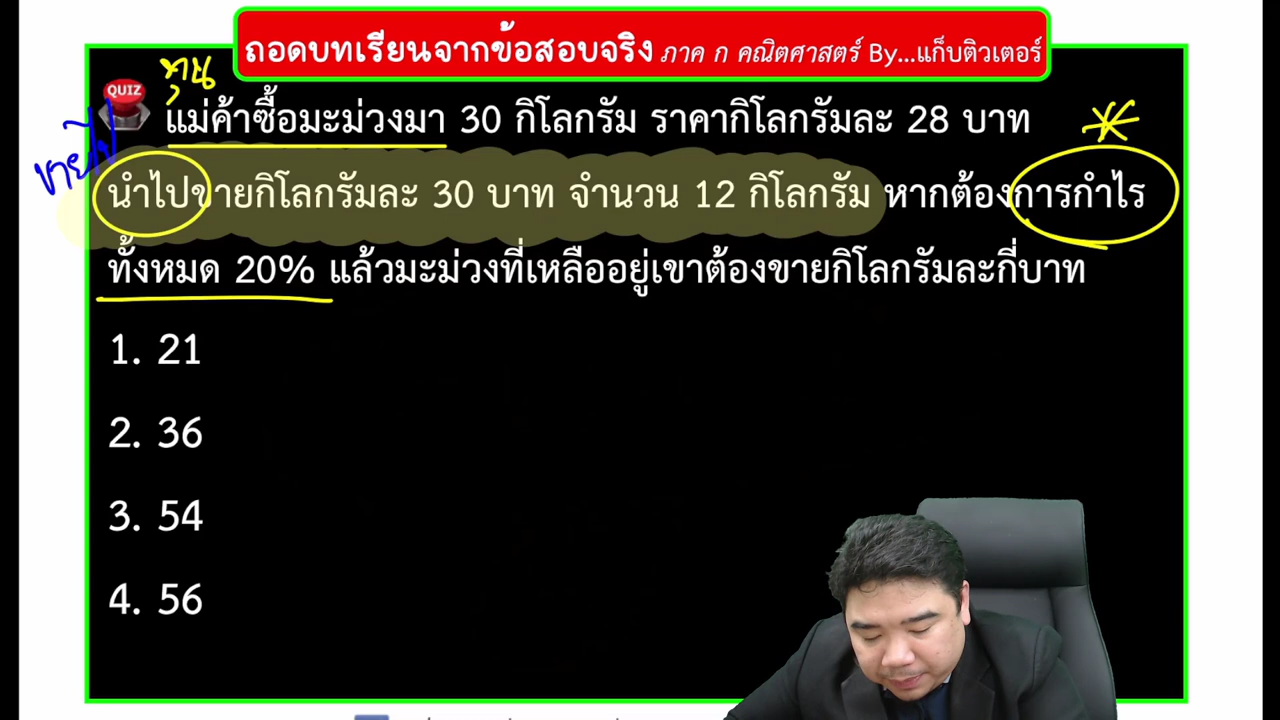 ถอดบทเรียนจากข้อสอบจริง ภาค ก คณิตศาสตร์ By...แก็บติวเตอร์
ทุน
QUIZ
แม่ค้าซื้อมะม่วงมา 30 กิโลกรัม ราคากิโลกรัมละ 28 บาท
ขายไป
นำไปขายกิโลกรัมละ 30 บาท จำนวน 12 กิโลกรัม หากต้องการกำไร
ทั้งหมด 20% แล้วมะม่วงที่เหลืออยู่เขาต้องขายกิโลกรัมละกี่บาท
1. 21
2. 36
3. 54
4. 56